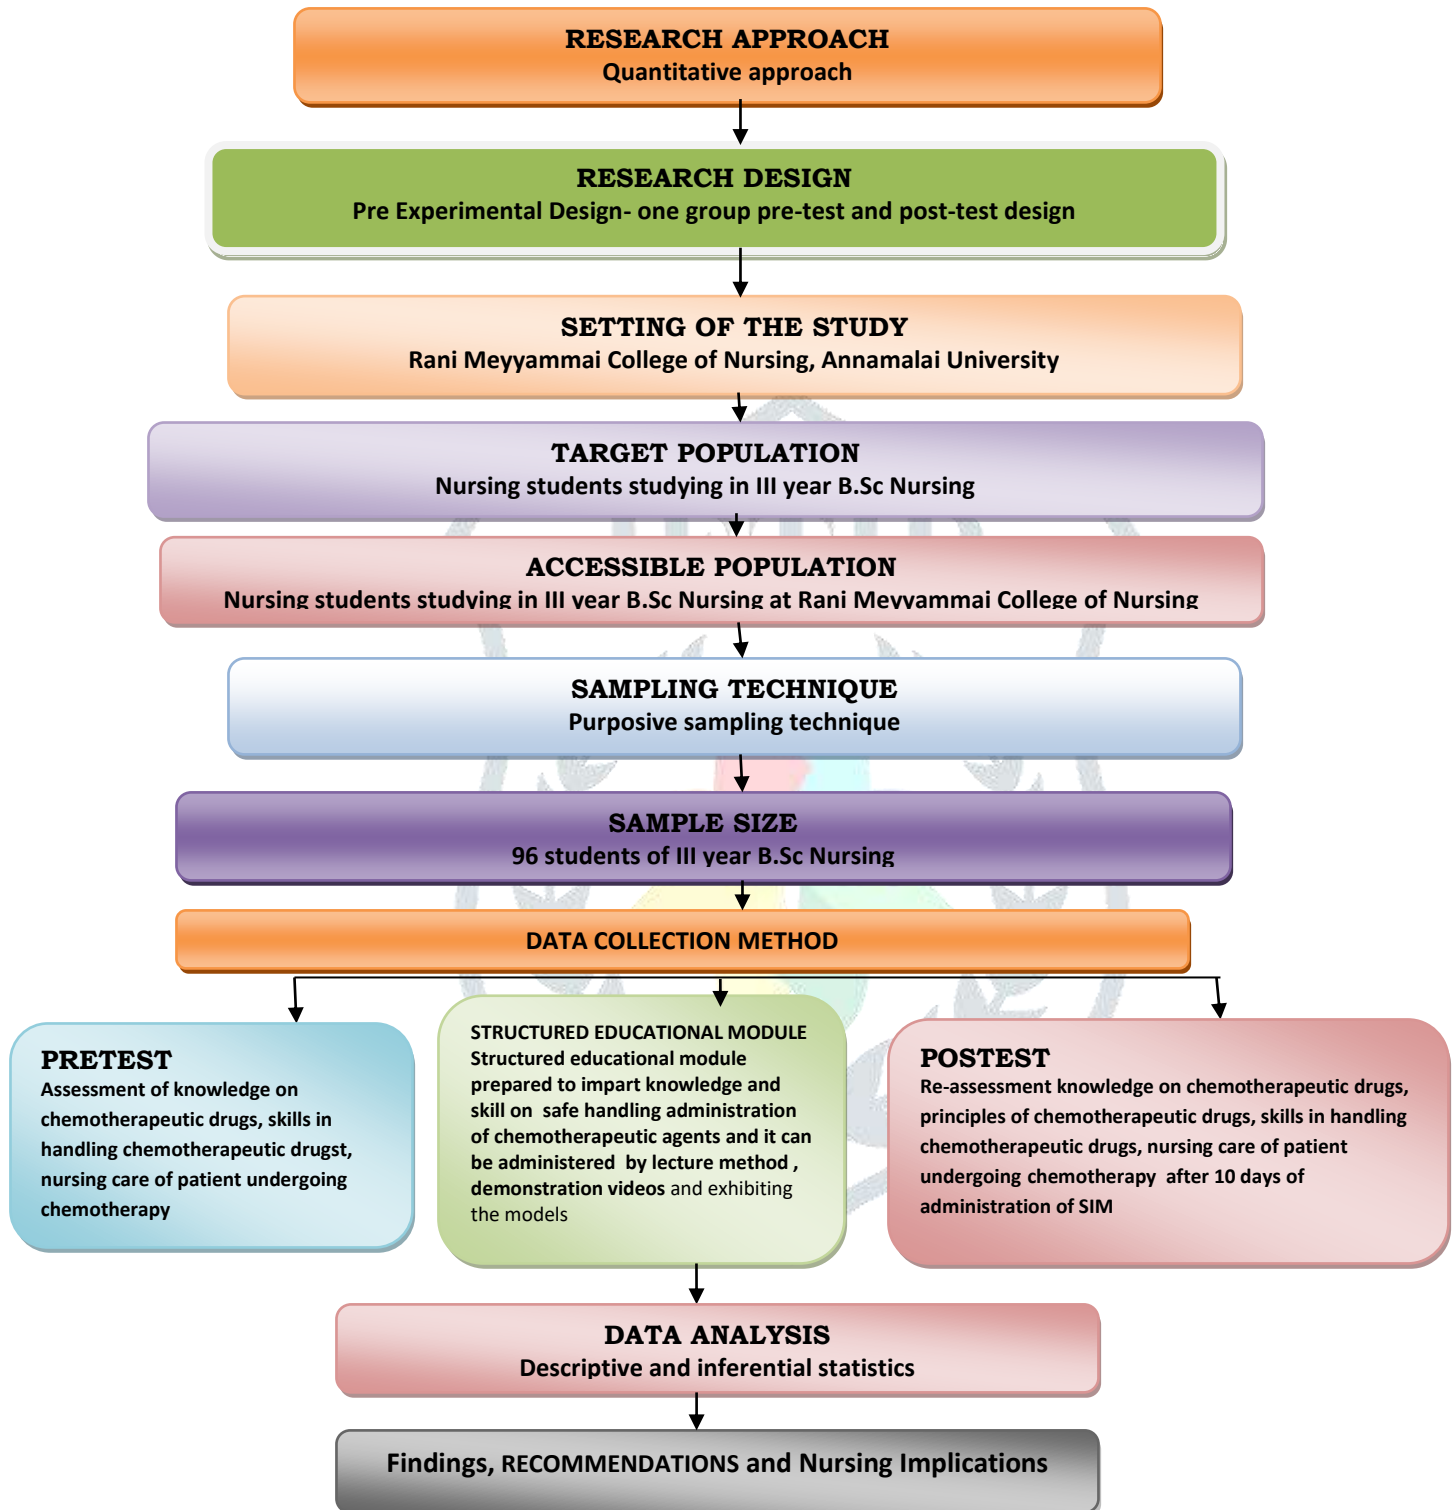 RESEARCH APPROACH
Quantitative approach
RESEARCH DESIGN
Pre Experimental Design- one group pre-test and post-test design
SETTING OF THE STUDY
Rani Meyyammai College of Nursing, Annamalai University
TARGET POPULATION
Nursing students studying in III year B.Sc Nursing
ACCESSIBLE POPULATION
Nursing students studying in III year B.Sc Nursing at Rani Meyyammai College of Nursing
SAMPLING TECHNIQUE
Purposive sampling technique
SAMPLE SIZE
96 students of III year B.Sc Nursing
DATA COLLECTION METHOD
PRETEST
Assessment of knowledge on
chemotherapeutic drugs, skills in
handling chemotherapeutic drugst,
nursing care of patient undergoing
chemotherapy
STRUCTURED EDUCATIONAL MODULE
Structured educational module
prepared to impart knowledge and
skill on safe handling administration
of chemotherapeutic agents and it can
be administered by lecture method ,
demonstration videos and exhibiting
the models
POSTEST
Re-assessment knowledge on chemotherapeutic drugs,
principles of chemotherapeutic drugs, skills in handling
chemotherapeutic drugs, nursing care of patient
undergoing chemotherapy after 10 days of
administration of SIM
DATA ANALYSIS
Descriptive and inferential statistics
Findings, RECOMMENDATIONS and Nursing Implications